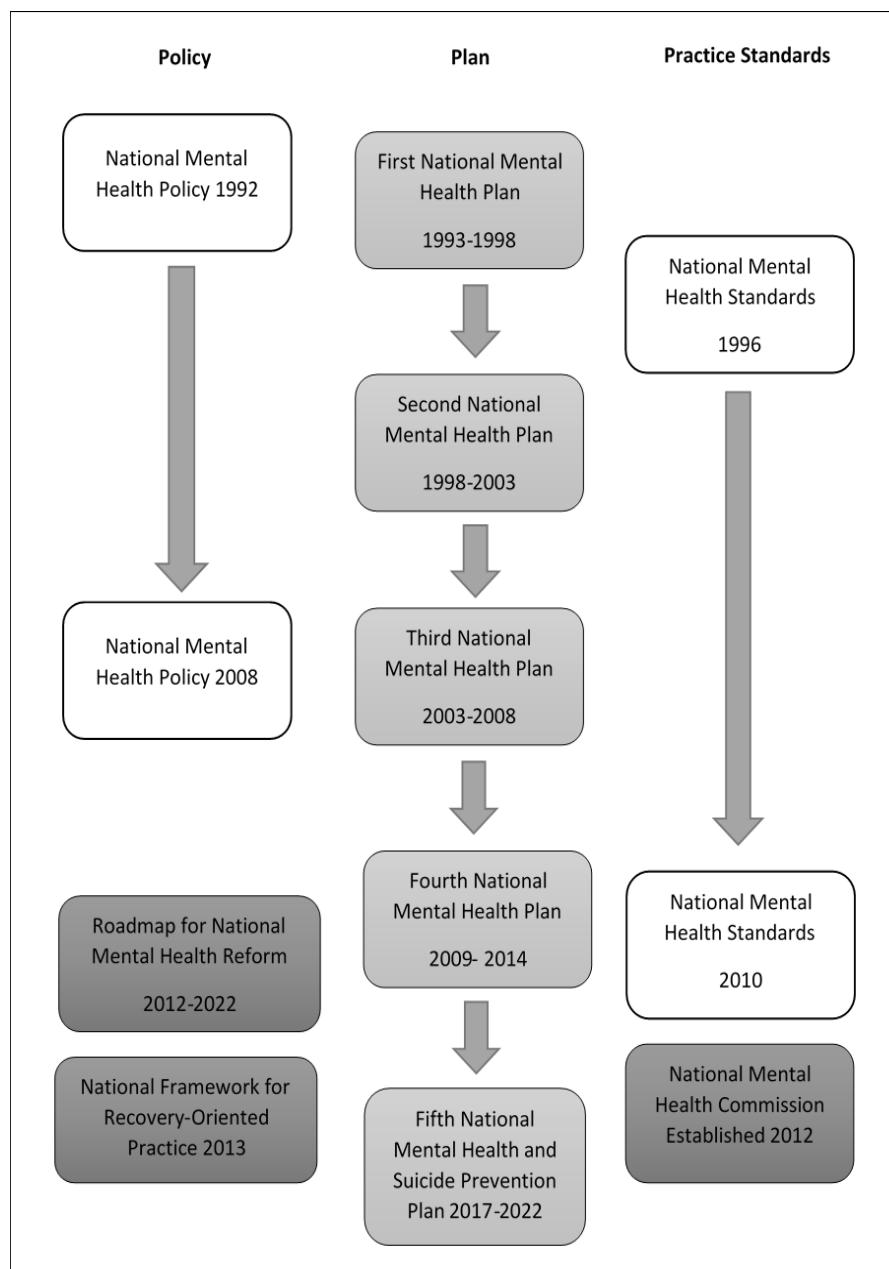 Policy
National Mental
Health Policy 1992
National Mental
Health Policy 2008
Roadmap for National
Mental Health Reform
2012-2022
National Framework for
Recovery-Oriented
Practice 2013
Plan
First National Mental
Health Plan
1993-1998
Second National
Mental Health Plan
1998-2003
Third National
Mental Health Plan
2003-2008
Fourth National
Mental Health Plan
2009- 2014
Fifth National
Mental Health and
Suicide Prevention
Plan 2017-2022
Practice Standards
National Mental
Health Standards
1996
National Mental
Health Standards
2010
National Mental
Health Commission
Established 2012